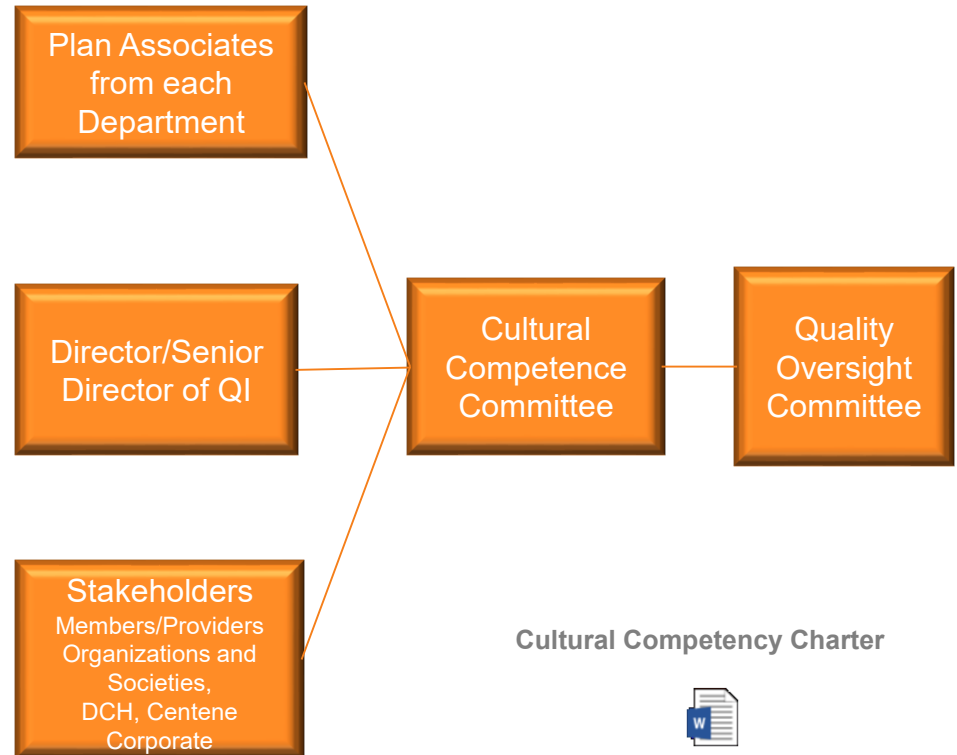 Plan Associates
from each
Department
Director/Senior
Director of QI
Stakeholders
Members/Providers
Organizations and
Societies,
DCH, Centene
Corporate
Cultural
Competence
Committee
Quality
Oversight
Committee
Cultural Competency Charter
W